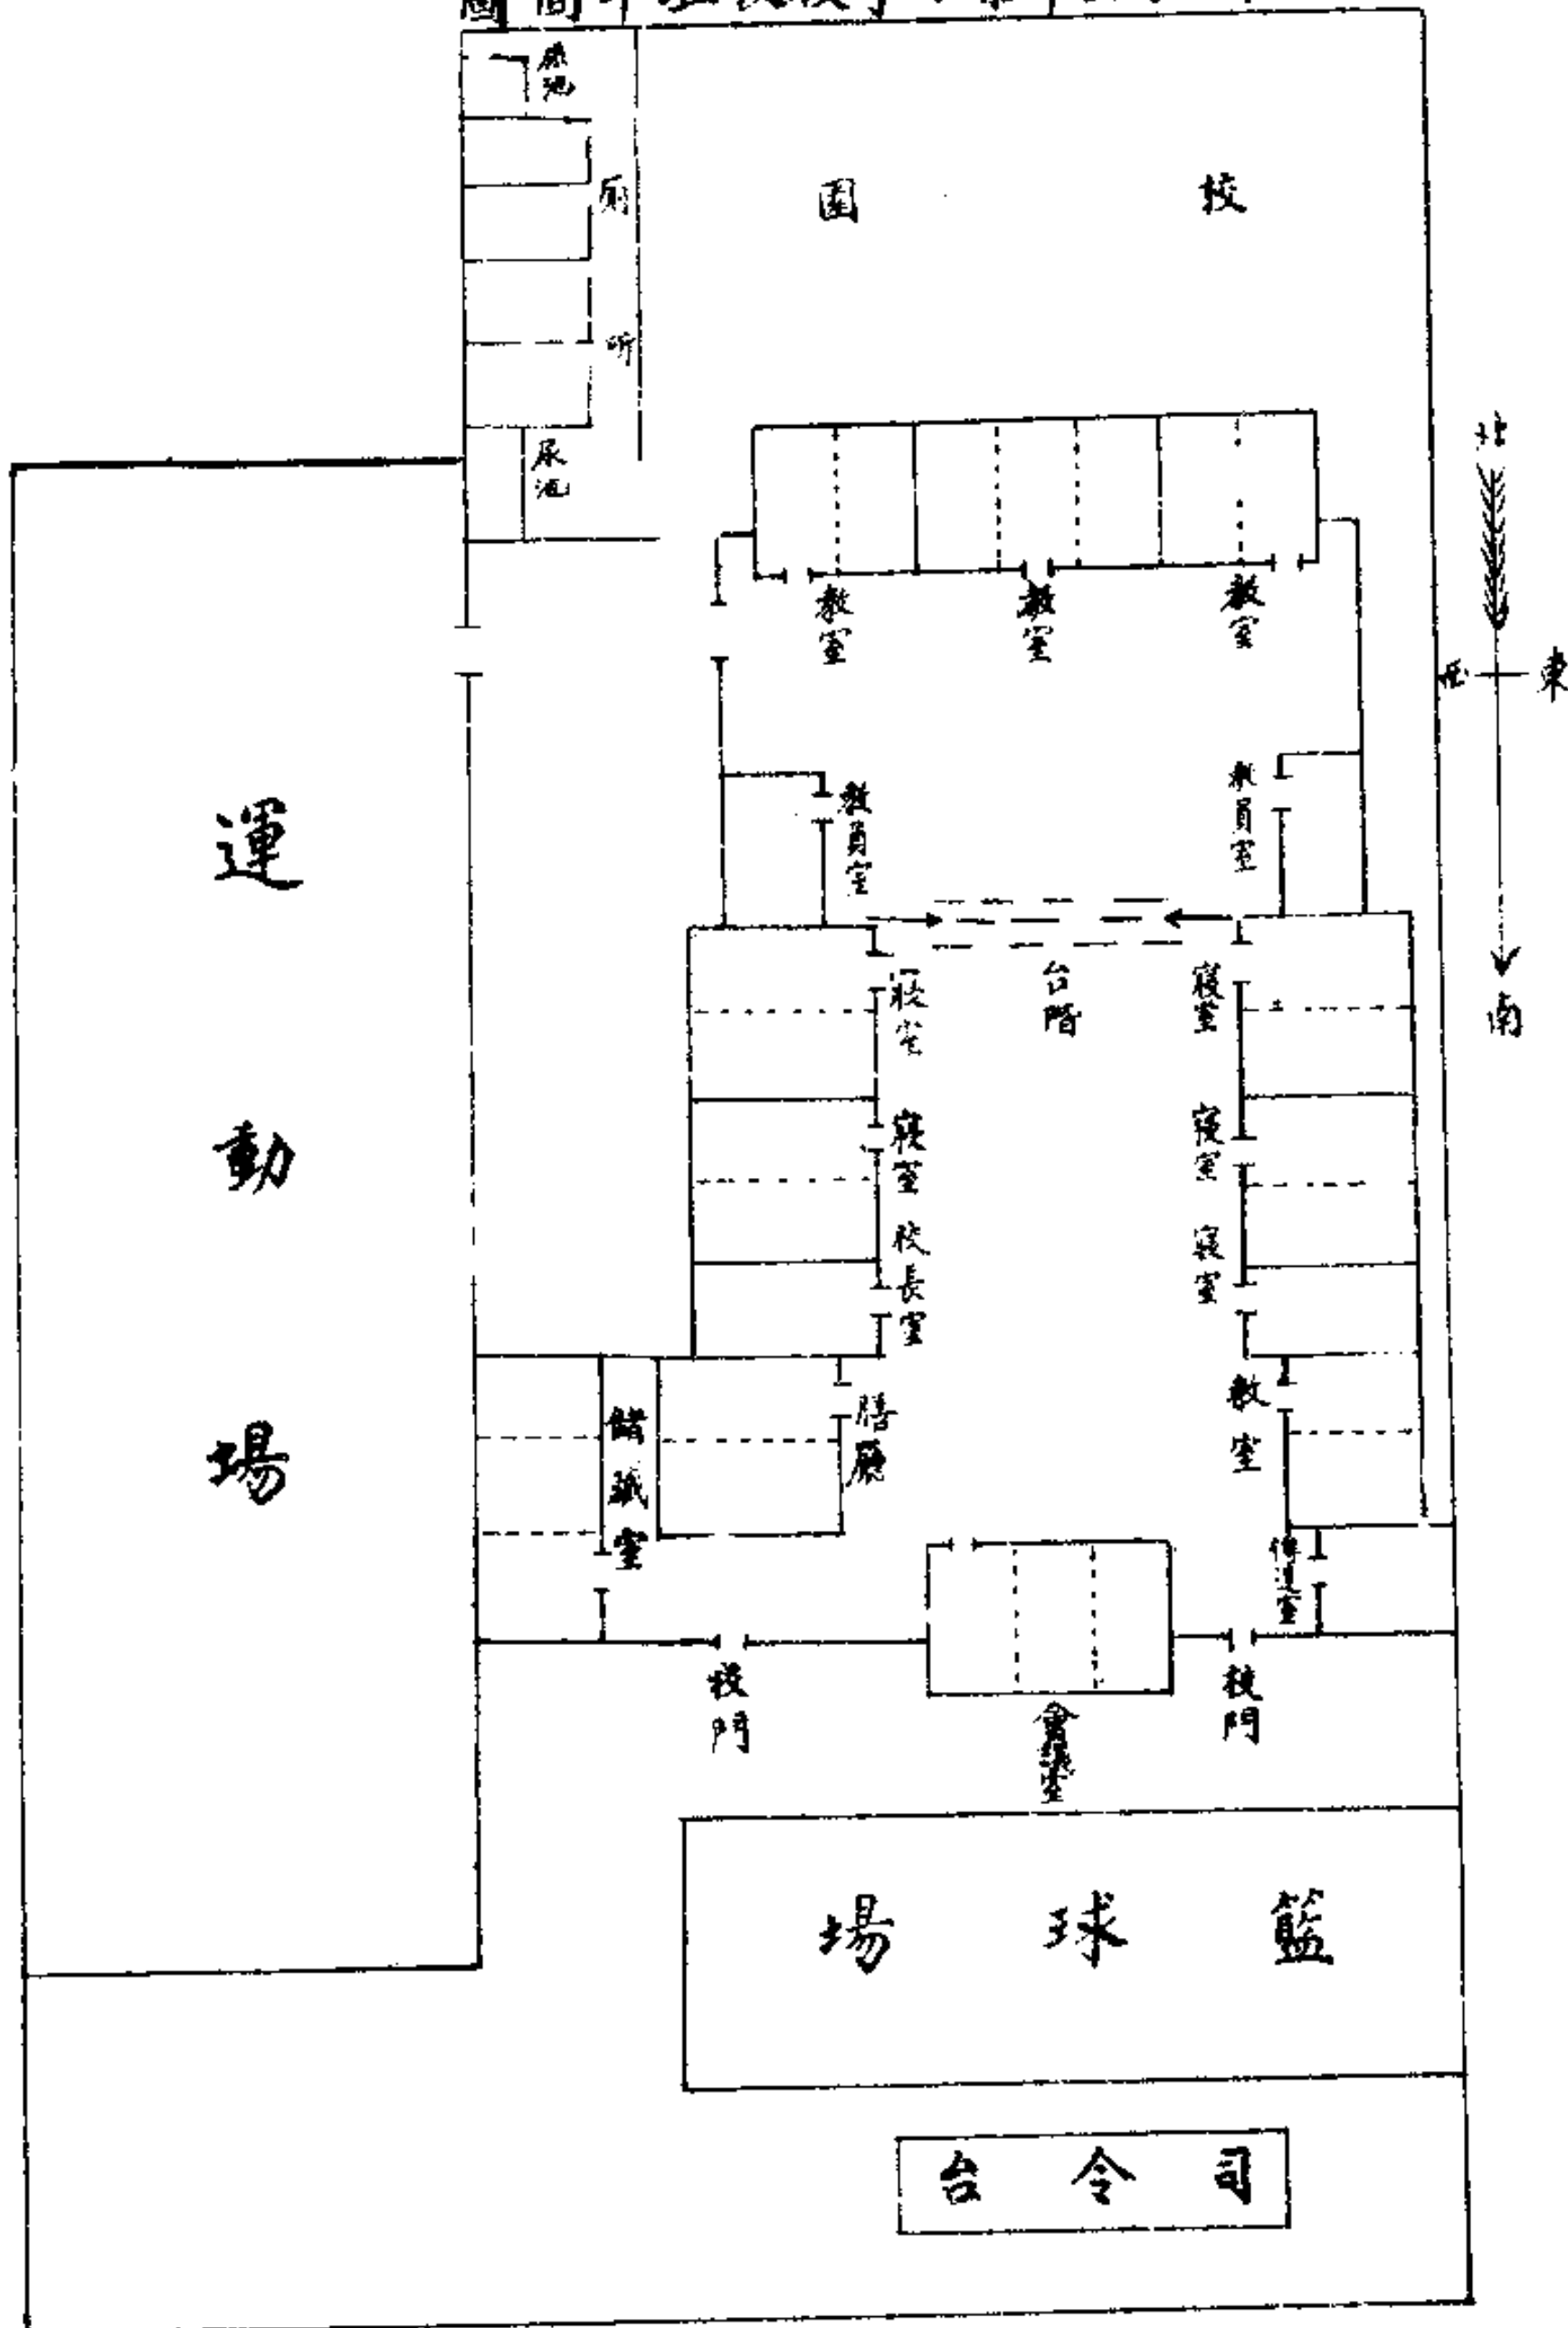 尿池
廁所
校園
尿池
教室
教室
教室
北
西
東
南
教員室
教員室
台階
寢室
寢室
校長室
寢室
寢室
寢室
運動場
膳廳
教室
儲藏室
傳達室
校門
會議室
校門
籃球場
司令台